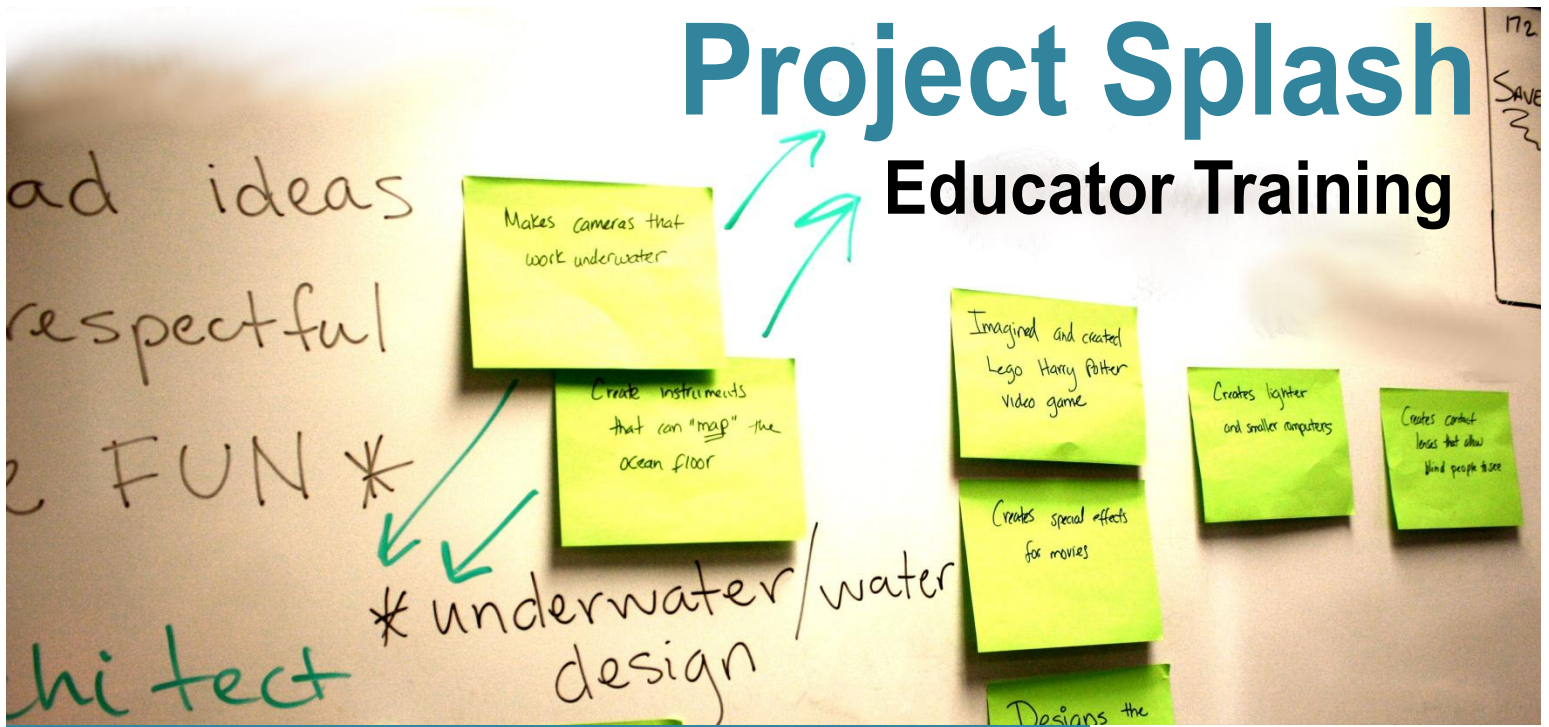 Project Splash
Educator Training
172
SAVE
ad ideas
respectful
e FUN *
Makes cameras that
work underwater
Create instruments
that can "map" the
ocean floor
* underwater/water
design
hitect
Imagined and created
Lego Harry Potter
video game
Creates special effects
for movies
Designs the
Creates lighter
and smaller computers
Creates contact
lenses that allow
blind people to see